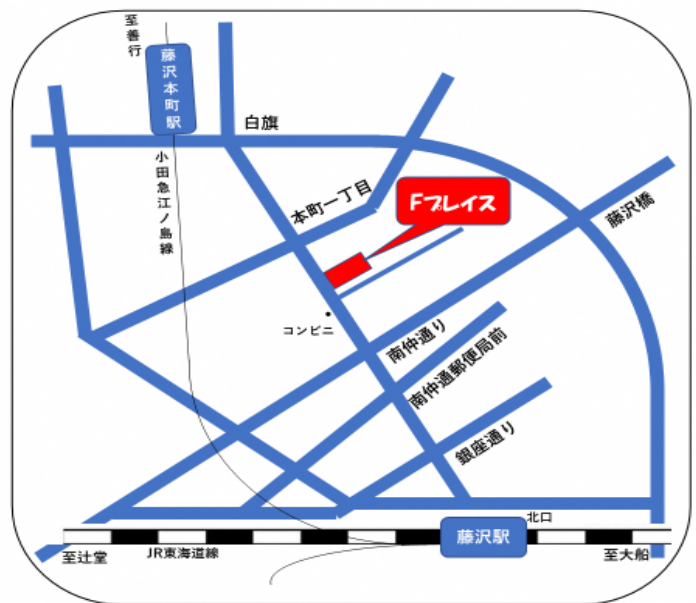 至善行
藤沢本町駅
白旗
小田急江ノ島線
本町一丁目
Fプレイス
藤沢橋
コンビニ
南仲通り
南仲通郵便局前
銀座通り
北口
藤沢駅
至辻堂
JR東海道線
至大船